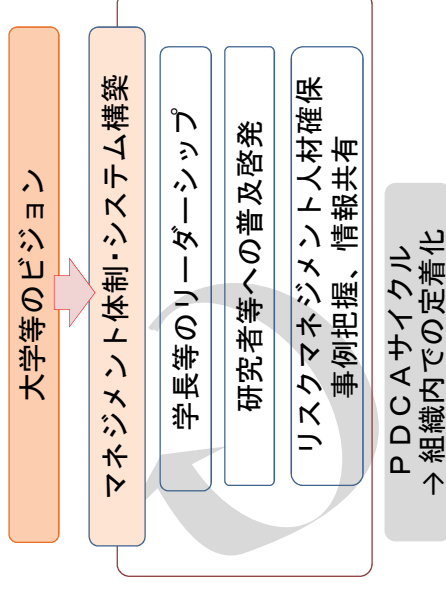 大学等のビジョン
マネジメント体制・システム構築
学長等のリーダーシップ
研究者等への普及啓発
リスクマネジメント人材確保
事例把握、情報共有
ＰＤＣＡサイクル
→組織内での定着化